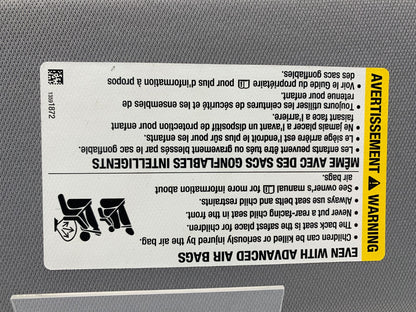 AVERTISSEMENT WARNING
EVEN WITH ADVANCED AIR BAGS
• Children can be killed or seriously injured by the air bag.
• The back seat is the safest place for children.
• Never put a rear-facing child seat in the front.
• Always use seat belts and child restraints.
• See owner's manual for more information about
air bags.
MÊME AVEC DES SACS GONFLABLES INTELLIGENTS
• Les enfants peuvent être tués ou gravement blessés par le sac gonflable.
• Le siège arrière est l'endroit le plus sûr pour les enfants.
• Ne jamais placer à l'avant un dispositif de protection pour enfant
faisant face à l'arrière.
• Toujours utiliser les ceintures de sécurité et les ensembles de
retenue pour enfant.
• Voir le Guide du propriétaire pour plus d'information à propos
des sacs gonflables.